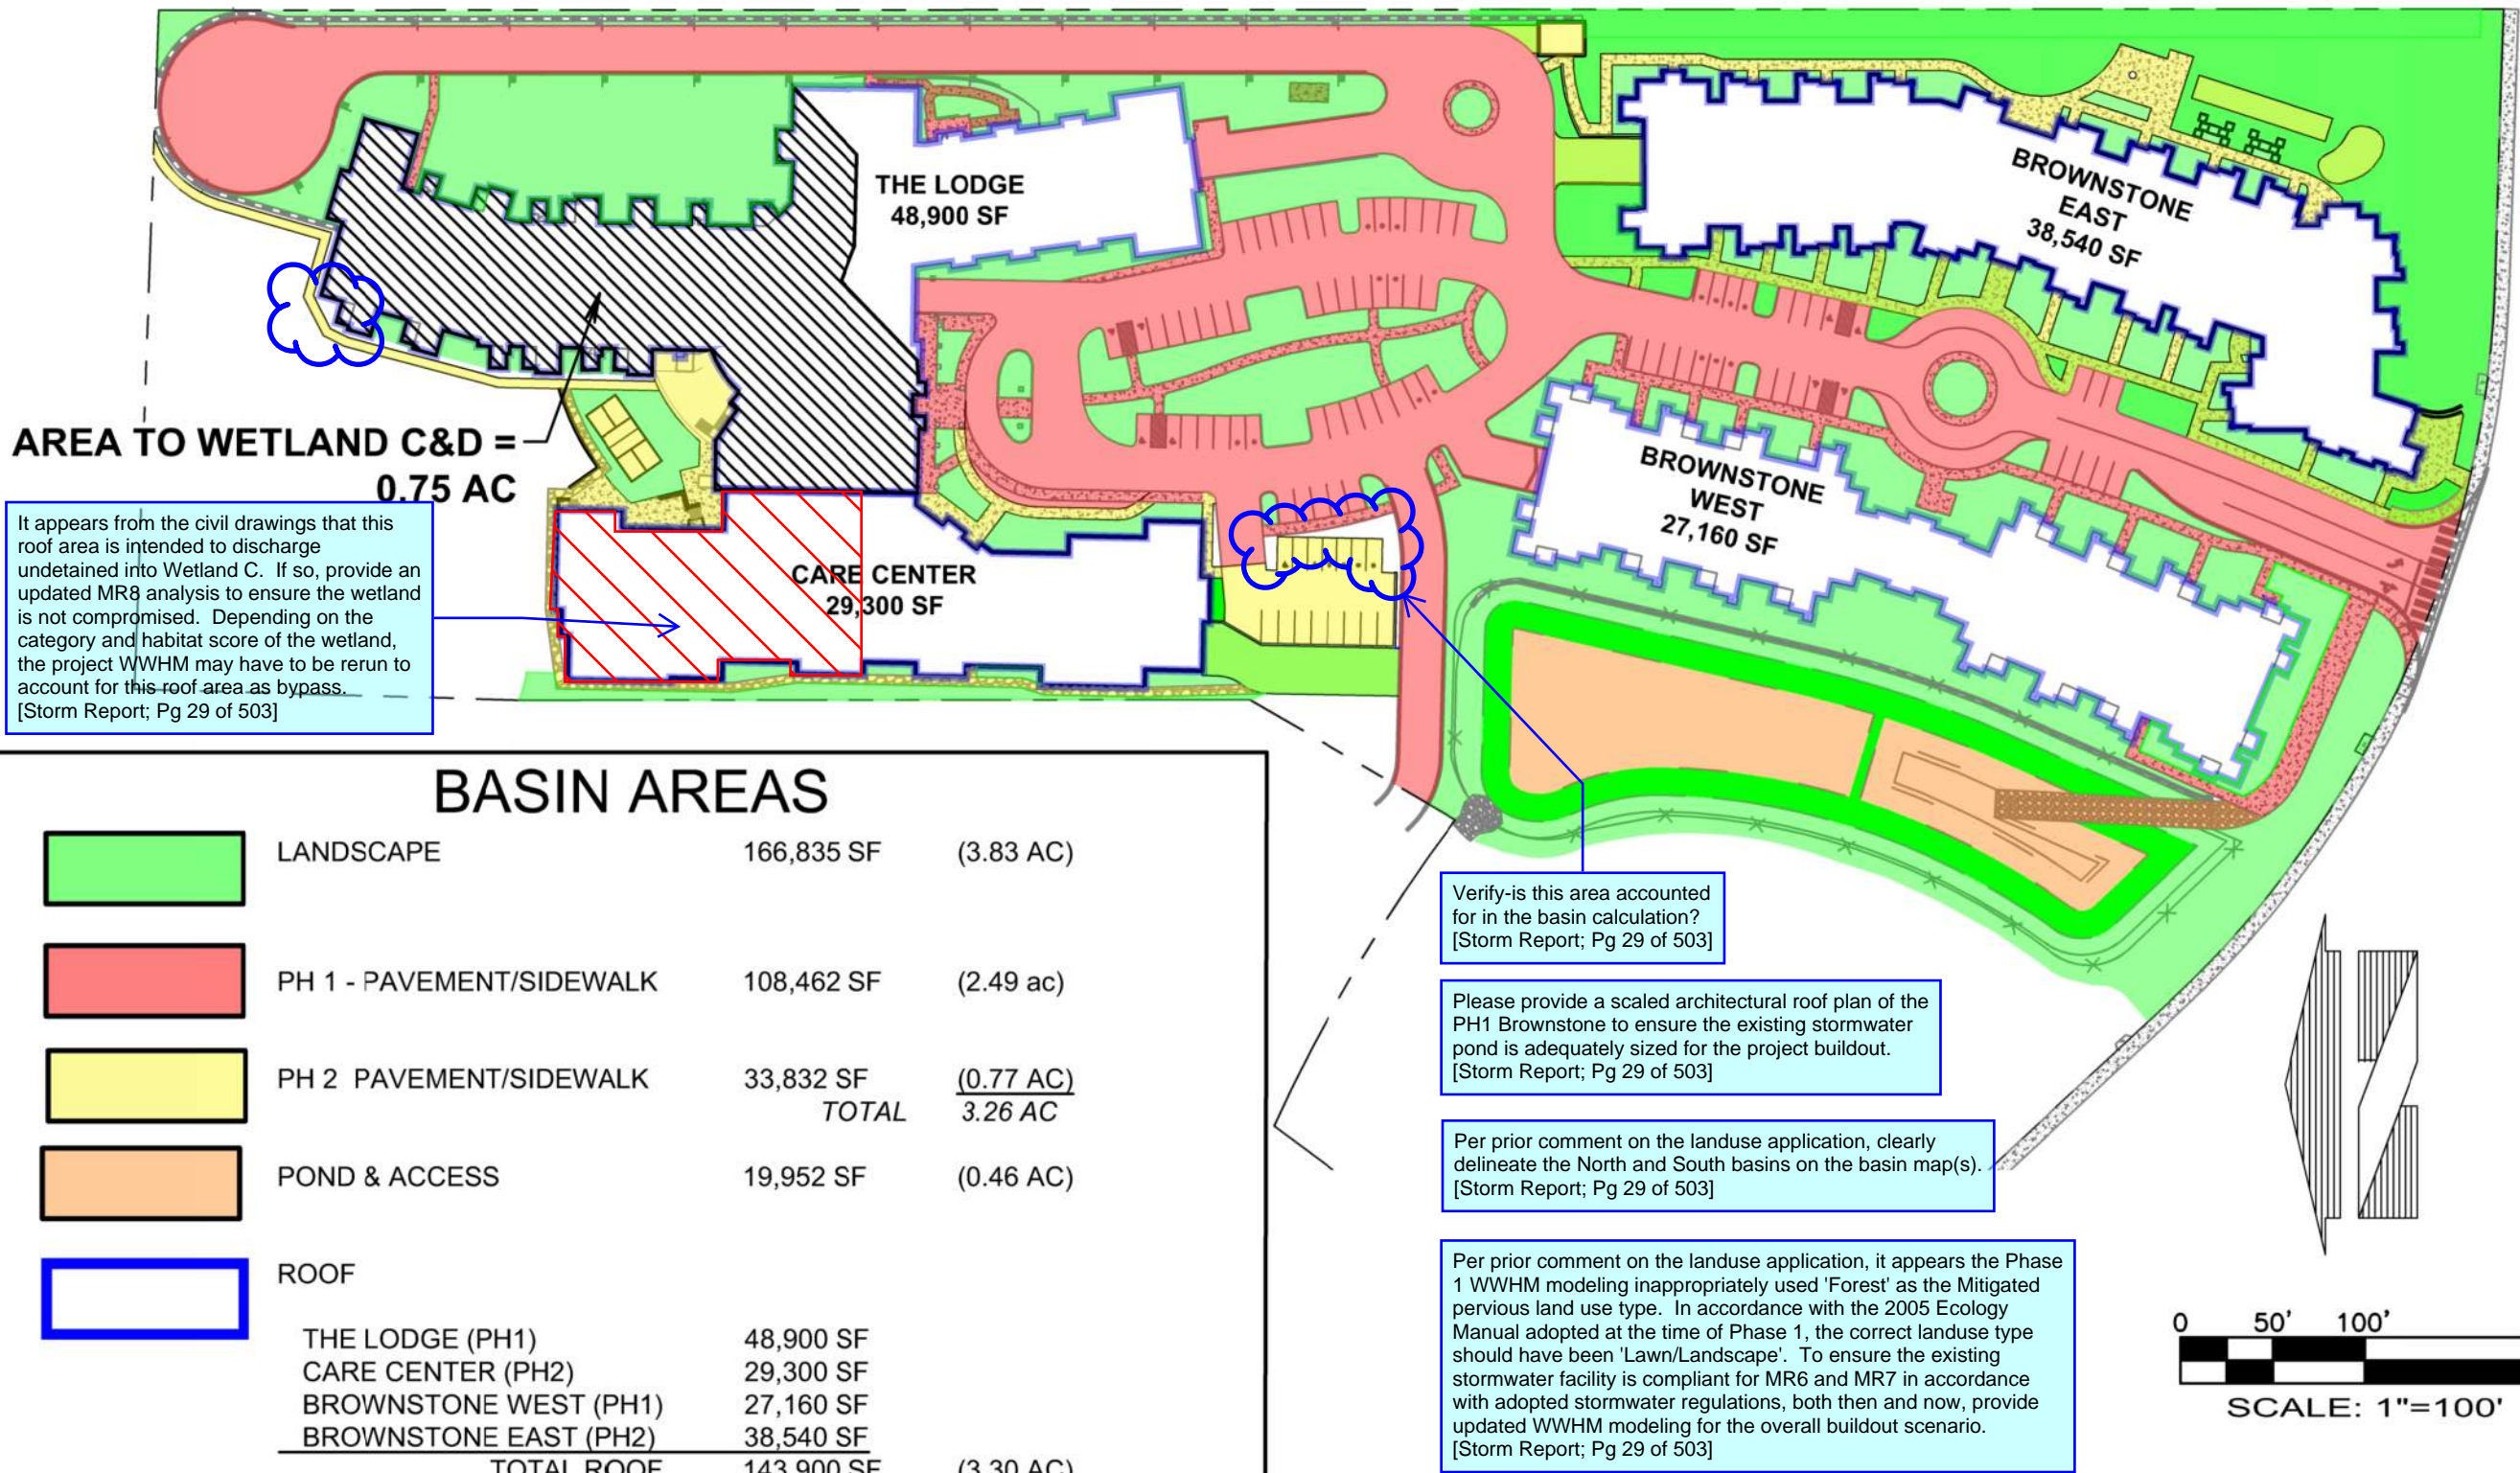 THE LODGE
48,900 SF
BROWNSTONE
EAST
38,540 SF
AREA TO WETLAND C&D =
0.75 AC
BROWNSTONE
WEST
27,160 SF
CARE CENTER
29,300 SF
It appears from the civil drawings that this
roof area is intended to discharge
undetained into Wetland C.  If so, provide an
updated MR8 analysis to ensure the wetland
is not compromised.  Depending on the
category and habitat score of the wetland,
the project WWHM may have to be rerun to
account for this roof area as bypass.
[Storm Report; Pg 29 of 503]
BASIN AREAS
LANDSCAPE 166,835 SF (3.83 AC)
PH 1 - PAVEMENT/SIDEWALK 108,462 SF (2.49 ac)
PH 2 PAVEMENT/SIDEWALK 33,832 SF (0.77 AC)
TOTAL 3.26 AC
POND & ACCESS 19,952 SF (0.46 AC)
ROOF
THE LODGE (PH1) 48,900 SF
CARE CENTER (PH2) 29,300 SF
BROWNSTONE WEST (PH1) 27,160 SF
BROWNSTONE EAST (PH2) 38,540 SF
TOTAL ROOF 143,900 SF (3.30 AC)
Verify-is this area accounted
for in the basin calculation?
[Storm Report; Pg 29 of 503]
Please provide a scaled architectural roof plan of the
PH1 Brownstone to ensure the existing stormwater
pond is adequately sized for the project buildout.
[Storm Report; Pg 29 of 503]
Per prior comment on the landuse application, clearly
delineate the North and South basins on the basin map(s).
[Storm Report; Pg 29 of 503]
Per prior comment on the landuse application, it appears the Phase
1 WWHM modeling inappropriately used 'Forest' as the Mitigated
pervious land use type.  In accordance with the 2005 Ecology
Manual adopted at the time of Phase 1, the correct landuse type
should have been 'Lawn/Landscape'.  To ensure the existing
stormwater facility is compliant for MR6 and MR7 in accordance
with adopted stormwater regulations, both then and now, provide
updated WWHM modeling for the overall buildout scenario.
[Storm Report; Pg 29 of 503]
0 50' 100'
SCALE: 1"=100'